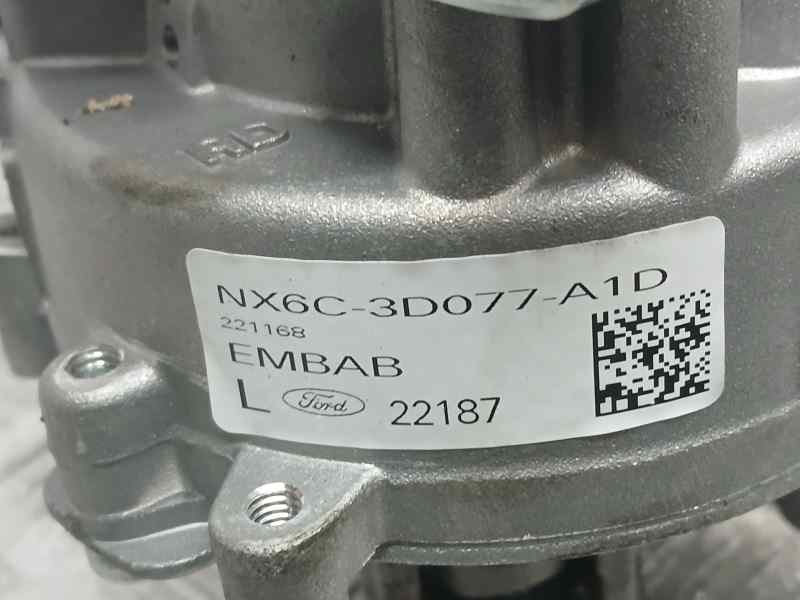 NX6C-3D077-A1D
221168
EMBAB
L Ford 22187